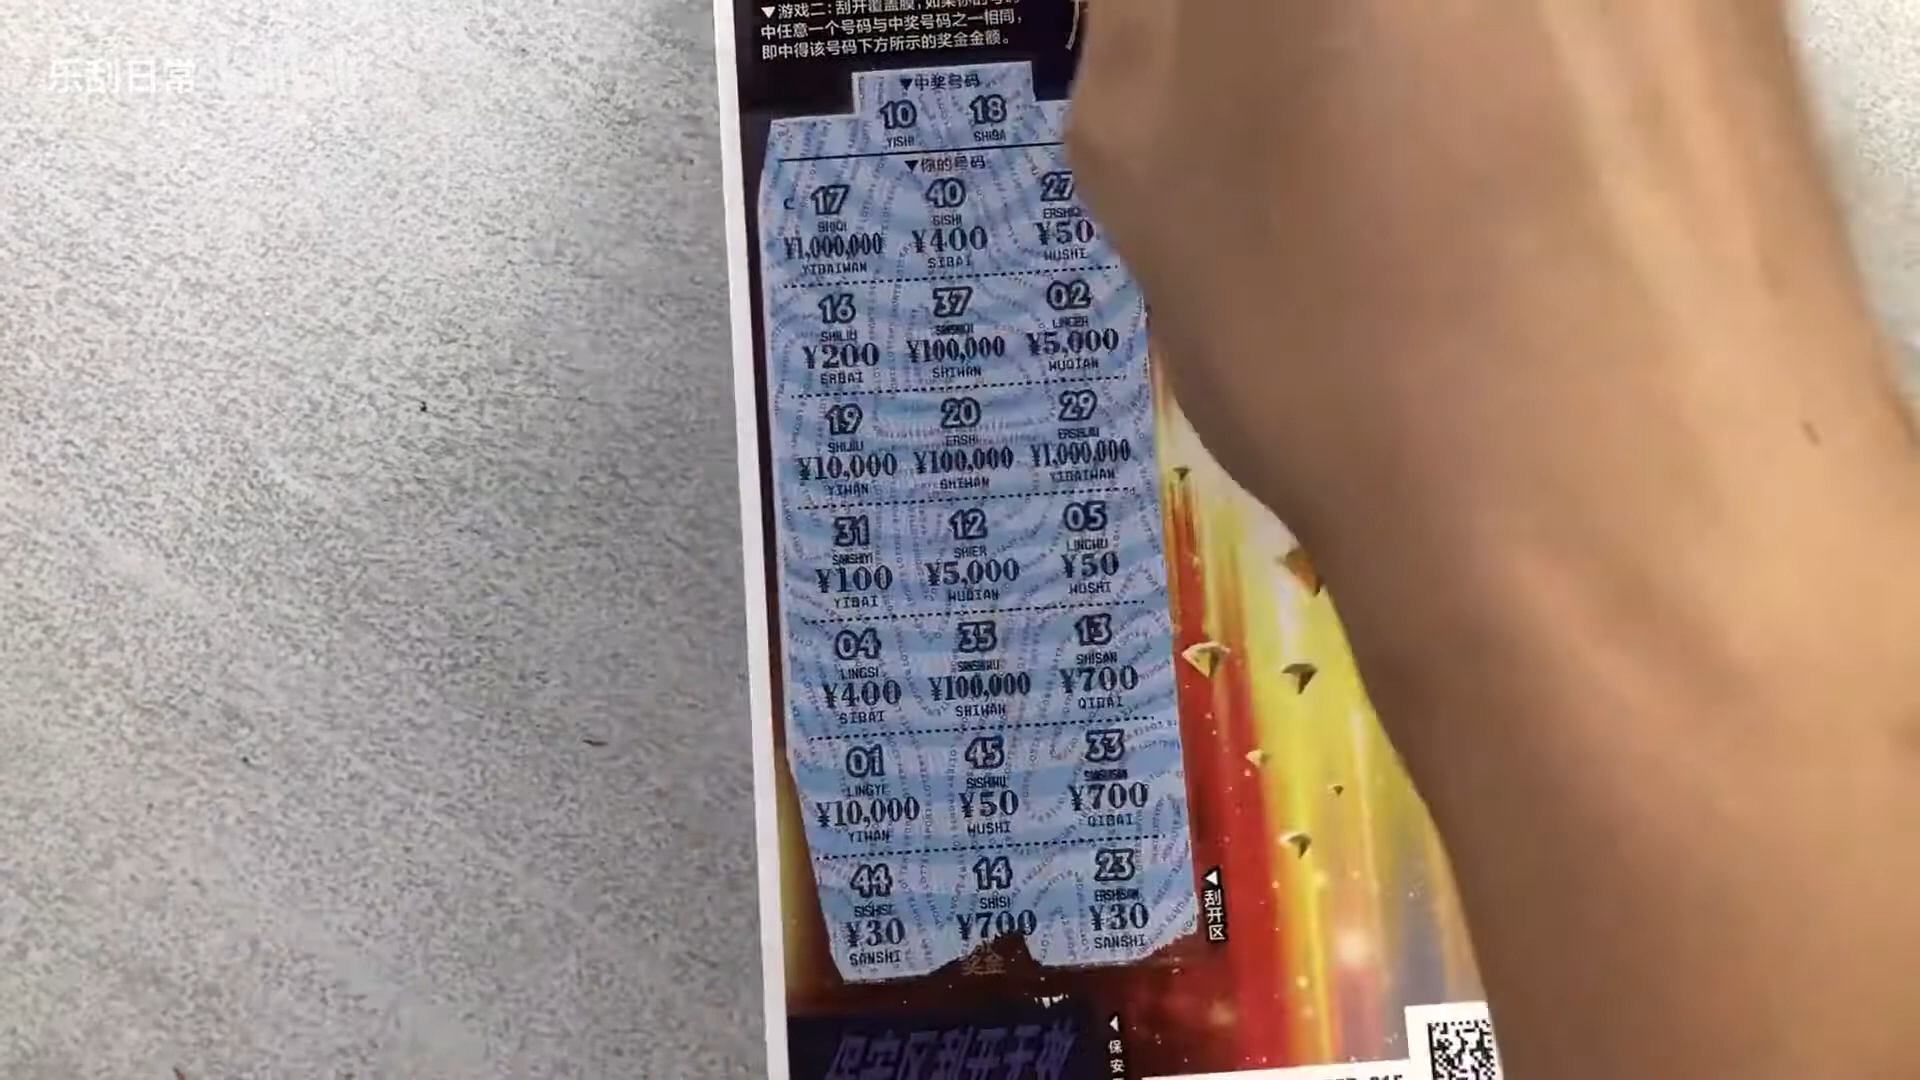 乐刮日常
▼游戏二:刮开覆盖膜,如果你的号码
中任意一个号码与中奖号码之一相同,
即中得该号码下方所示的奖金金额。
▼中奖号码
10 18
YISHI SHIBA
▼你的号码
17 40 27
SHIQI SISHI ERSHIQI
¥1,000,000 ¥400 ¥50
YIBAIWAN SIBAI WUSHI
16 37 02
SHILIU SANSHIQI LINGER
¥200 ¥100,000 ¥5,000
ERBAI SHIWAN WUQIAN
19 20 29
SHIJIU ERSHI ERSHIJIU
¥10,000 ¥100,000 ¥1,000,000
YIWAN SHIWAN YIBAIWAN
31 12 05
SANSHIYI SHIER LINGWU
¥100 ¥5,000 ¥50
YIBAI WUQIAN WUSHI
04 35 13
LINGSI SANSHIWU SHISAN
¥400 ¥100,000 ¥700
SIBAI SHIWAN QIBAI
01 45 33
LINGYI SISHIWU SANSHISAN
¥10,000 ¥50 ¥700
YIWAN WUSHI QIBAI
44 14 23
SISHISI SHISI ERSHISAN
¥30 ¥700 ¥30
SANSHI SANSHI
奖金
◀刮开区
保安区刮开无效
◀保安